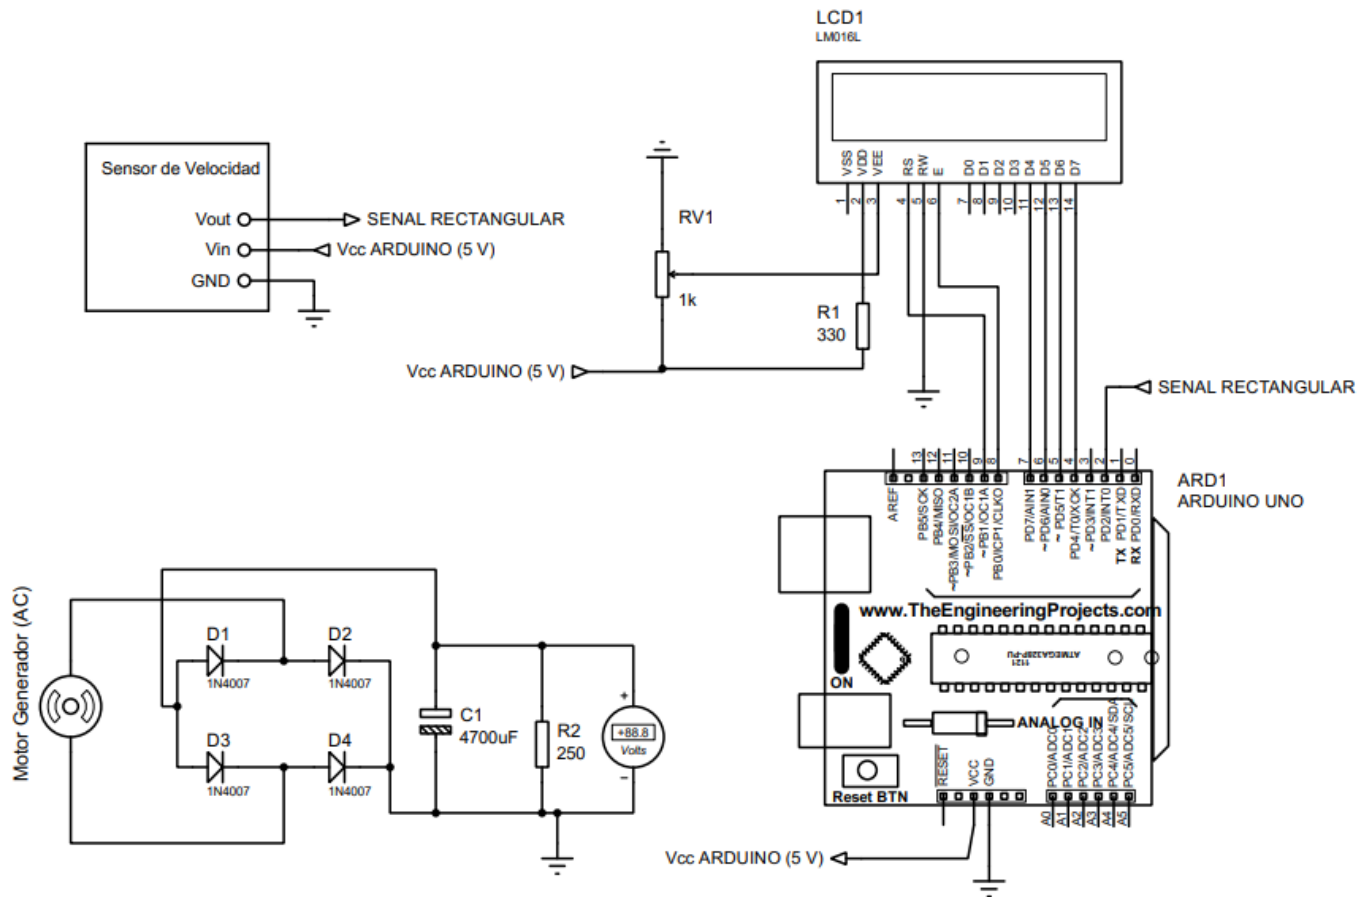 LCD1
LM016L
VSS
VDD
VEE
RS
RW
E
D0
D1
D2
D3
D4
D5
D6
D7
1
2
3
4
5
6
7
8
9
10
11
12
13
14
Sensor de Velocidad
Vout
SENAL RECTANGULAR
Vin
Vcc ARDUINO (5 V)
GND
RV1
1k
R1
330
Vcc ARDUINO (5 V)
SENAL RECTANGULAR
ARD1
ARDUINO UNO
13
12
11
10
9
8
7
6
5
4
3
2
1
0
AREF
PB5/SCK
PB4/MISO
~PB3/MOSI/OC2A
~PB2/SS/OC1B
~PB1/OC1A
PB0/ICP1/CLKO
PD7/AIN1
~PD6/AIN0
~PD5/T1
PD4/T0/XCK
~PD3/INT1
PD2/INT0
TX PD1/TXD
RX PD0/RXD
www.TheEngineeringProjects.com
1121
ATMEGA328P-PU
ON
ANALOG IN
Reset BTN
RESET
VCC
GND
PC0/ADC0
PC1/ADC1
PC2/ADC2
PC3/ADC3
PC4/ADC4/SDA
PC5/ADC5/SCL
A0
A1
A2
A3
A4
A5
Vcc ARDUINO (5 V)
Motor Generador (AC)
D1
1N4007
D2
1N4007
D3
1N4007
D4
1N4007
C1
4700uF
R2
250
+
+88.8
Volts
−